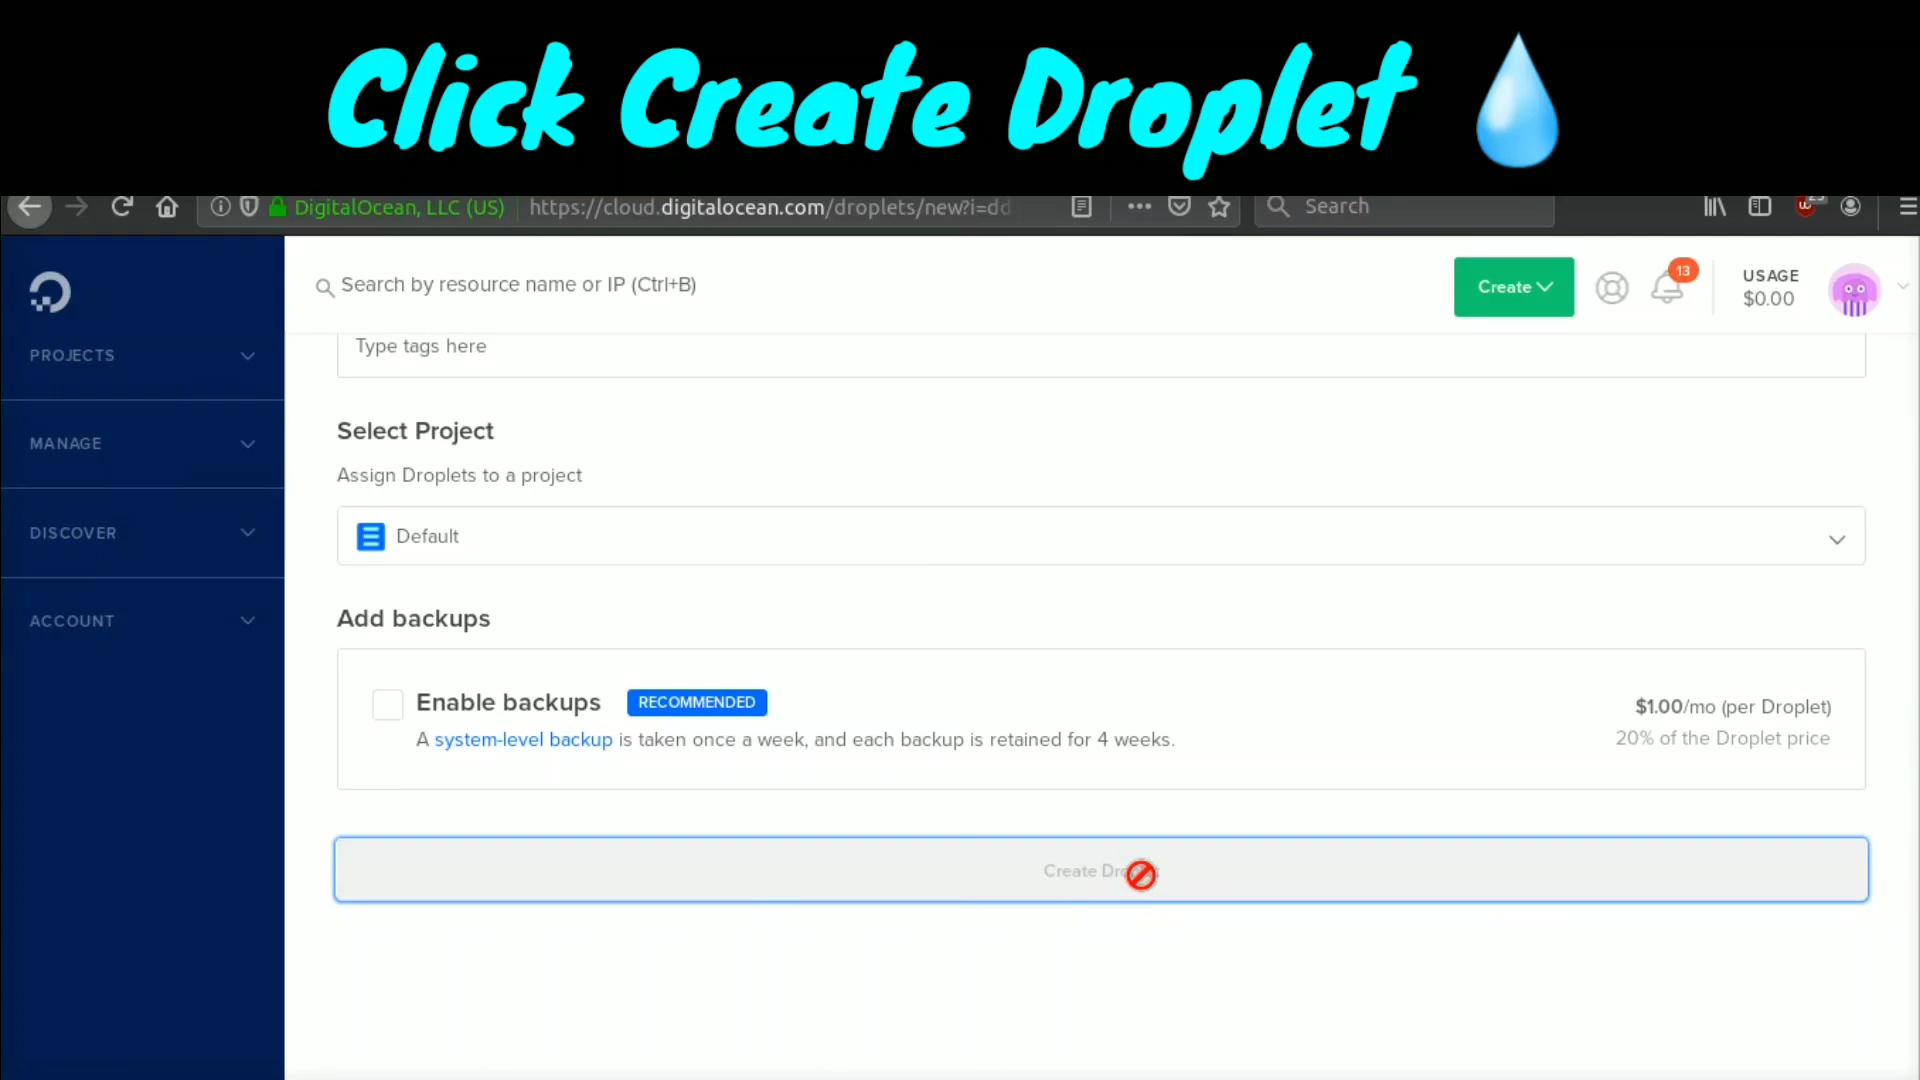 Click Create Droplet
DigitalOcean, LLC (US)
https://cloud.digitalocean.com/droplets/new?i=dd
Search
Search by resource name or IP (Ctrl+B)
Create
13
USAGE
$0.00
PROJECTS
MANAGE
DISCOVER
ACCOUNT
Type tags here
Select Project
Assign Droplets to a project
Default
Add backups
Enable backups
RECOMMENDED
A system-level backup is taken once a week, and each backup is retained for 4 weeks.
$1.00/mo (per Droplet)
20% of the Droplet price
Create